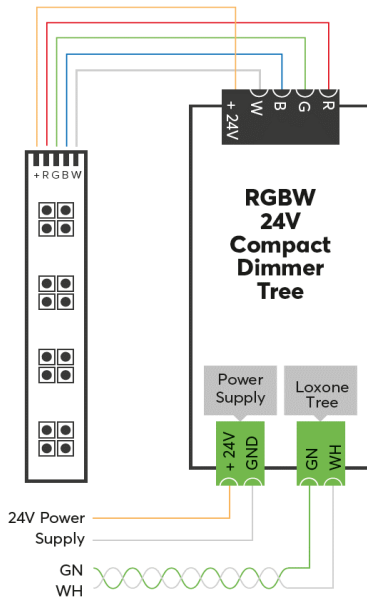 + 24V
W
B
G
R
+ R G B W
RGBW
24V
Compact
Dimmer
Tree
Power
Supply
Loxone
Tree
+ 24V
GND
GN
WH
24V Power
Supply
GN
WH